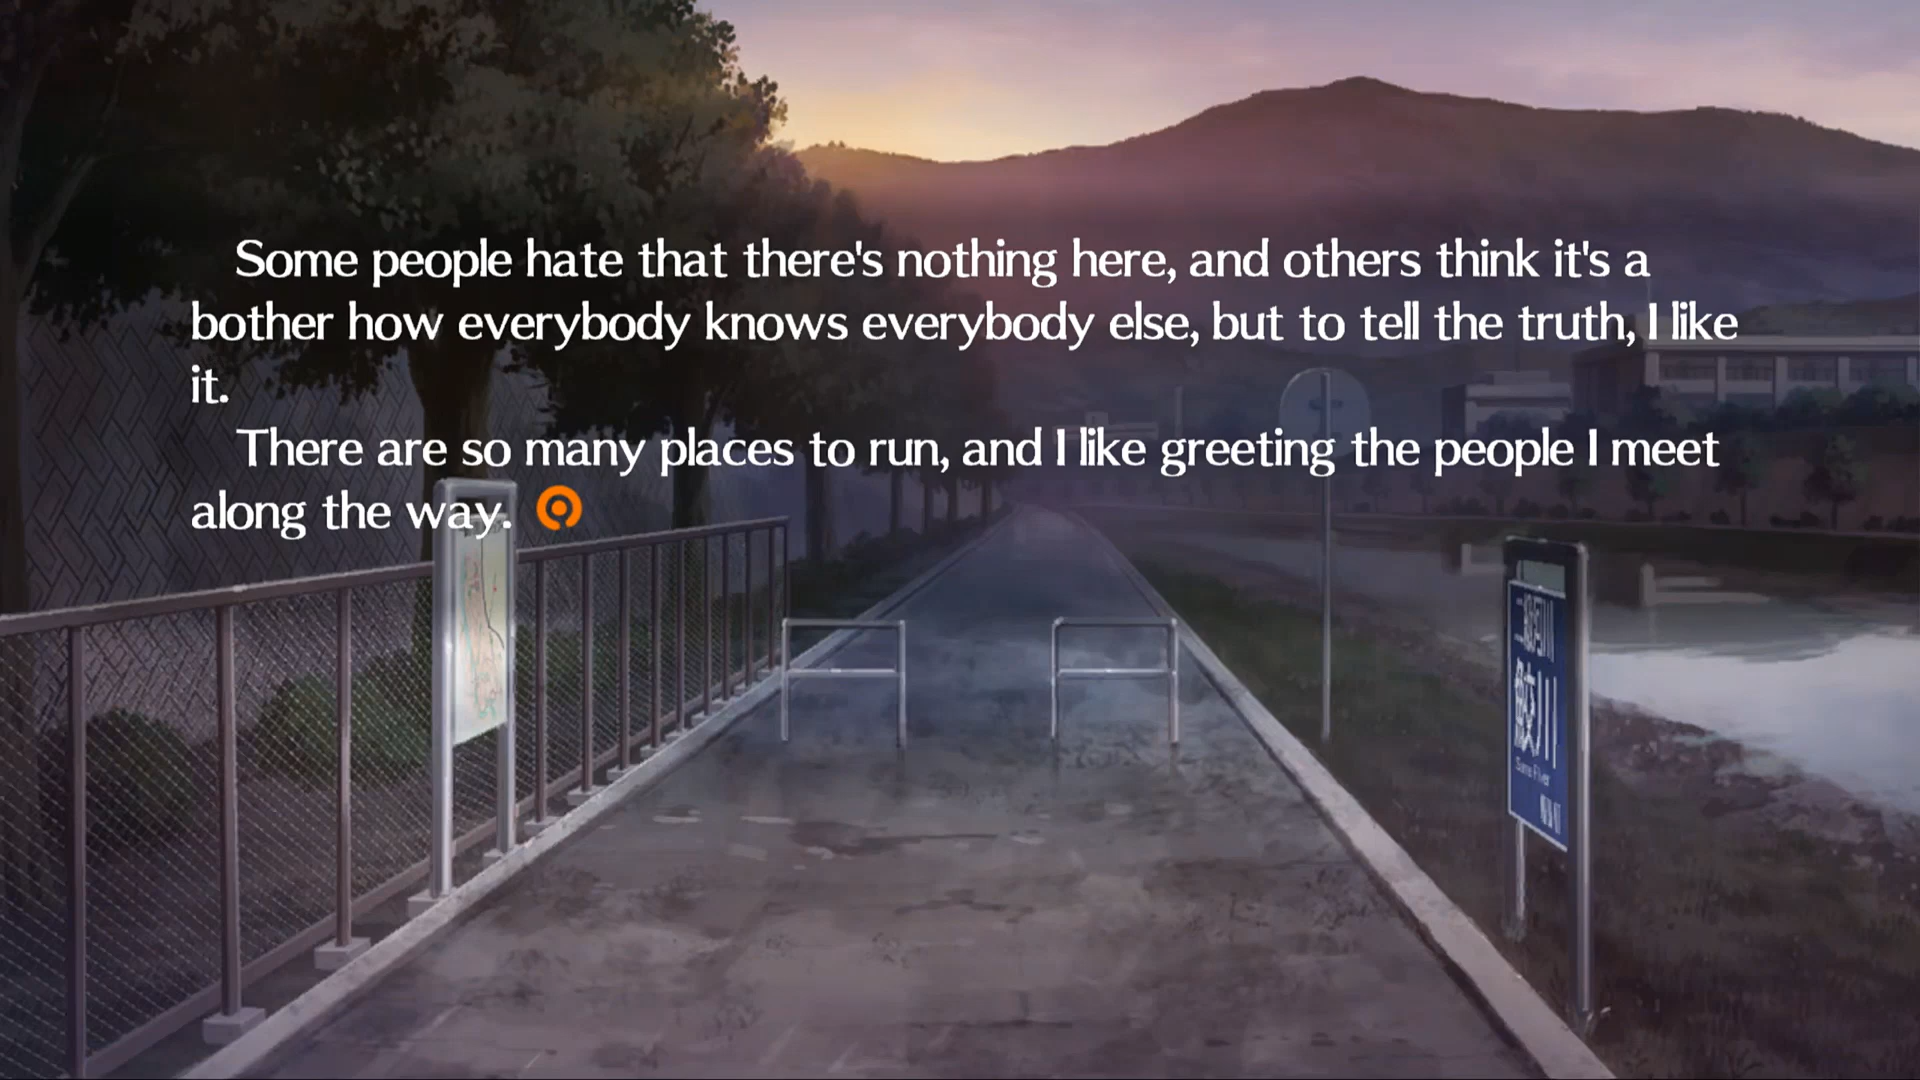 Some people hate that there's nothing here, and others think it's a
bother how everybody knows everybody else, but to tell the truth, I like
it.
There are so many places to run, and I like greeting the people I meet
along the way.
鮫川